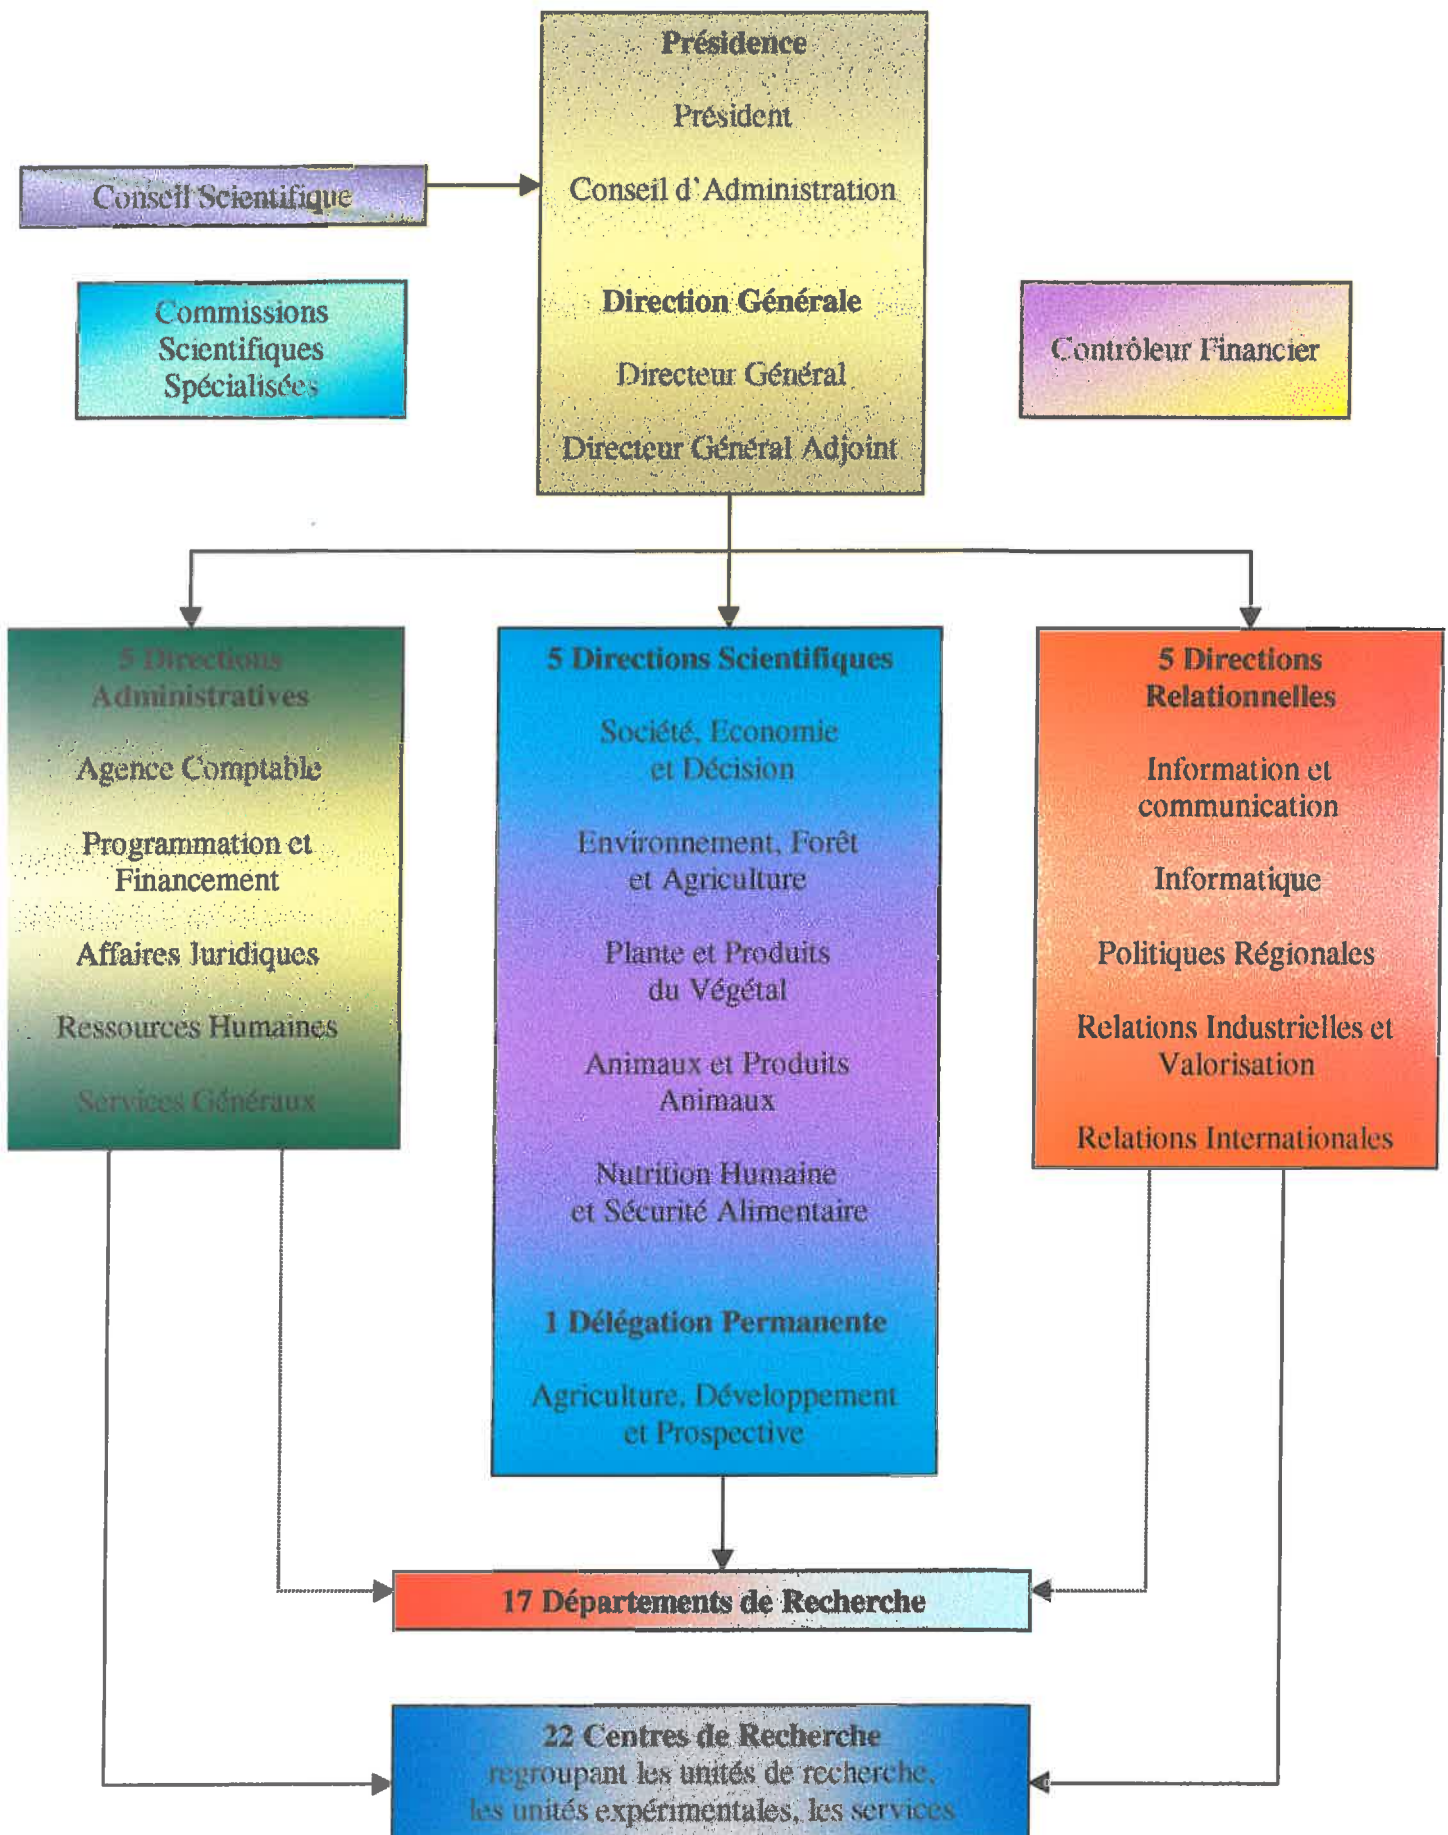 Présidence
Président
Conseil d'Administration
Direction Générale
Directeur Général
Directeur Général Adjoint
Conseil Scientifique
Commissions
Scientifiques
Spécialisées
Contrôleur Financier
5 Directions
Administratives
Agence Comptable
Programmation et
Financement
Affaires Juridiques
Ressources Humaines
Services Généraux
5 Directions Scientifiques
Société, Economie
et Décision
Environnement, Forêt
et Agriculture
Plante et Produits
du Végétal
Animaux et Produits
Animaux
Nutrition Humaine
et Sécurité Alimentaire
1 Délégation Permanente
Agriculture, Développement
et Prospective
5 Directions
Relationnelles
Information et
communication
Informatique
Politiques Régionales
Relations Industrielles et
Valorisation
Relations Internationales
17 Départements de Recherche
22 Centres de Recherche
regroupant les unités de recherche,
les unités expérimentales, les services